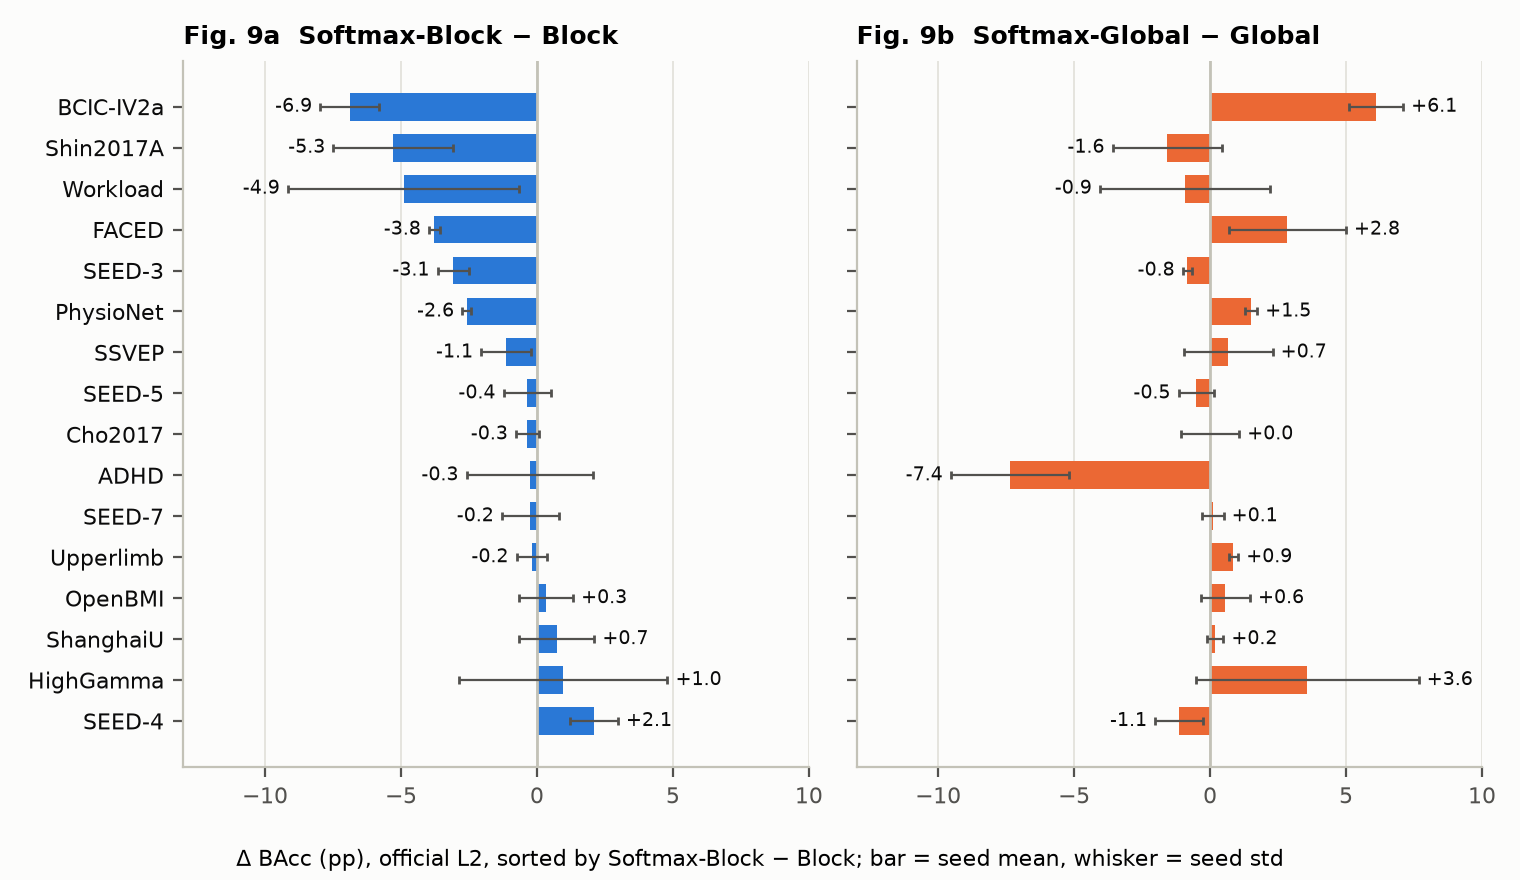 Fig. 9a  Softmax-Block − Block
Fig. 9b  Softmax-Global − Global
BCIC-IV2a -6.9 +6.1
Shin2017A -5.3 -1.6
Workload -4.9 -0.9
FACED -3.8 +2.8
SEED-3 -3.1 -0.8
PhysioNet -2.6 +1.5
SSVEP -1.1 +0.7
SEED-5 -0.4 -0.5
Cho2017 -0.3 +0.0
ADHD -0.3 -7.4
SEED-7 -0.2 +0.1
Upperlimb -0.2 +0.9
OpenBMI +0.3 +0.6
ShanghaiU +0.7 +0.2
HighGamma +1.0 +3.6
SEED-4 +2.1 -1.1
−10 −5 0 5 10
−10 −5 0 5 10
Δ BAcc (pp), official L2, sorted by Softmax-Block − Block; bar = seed mean, whisker = seed std